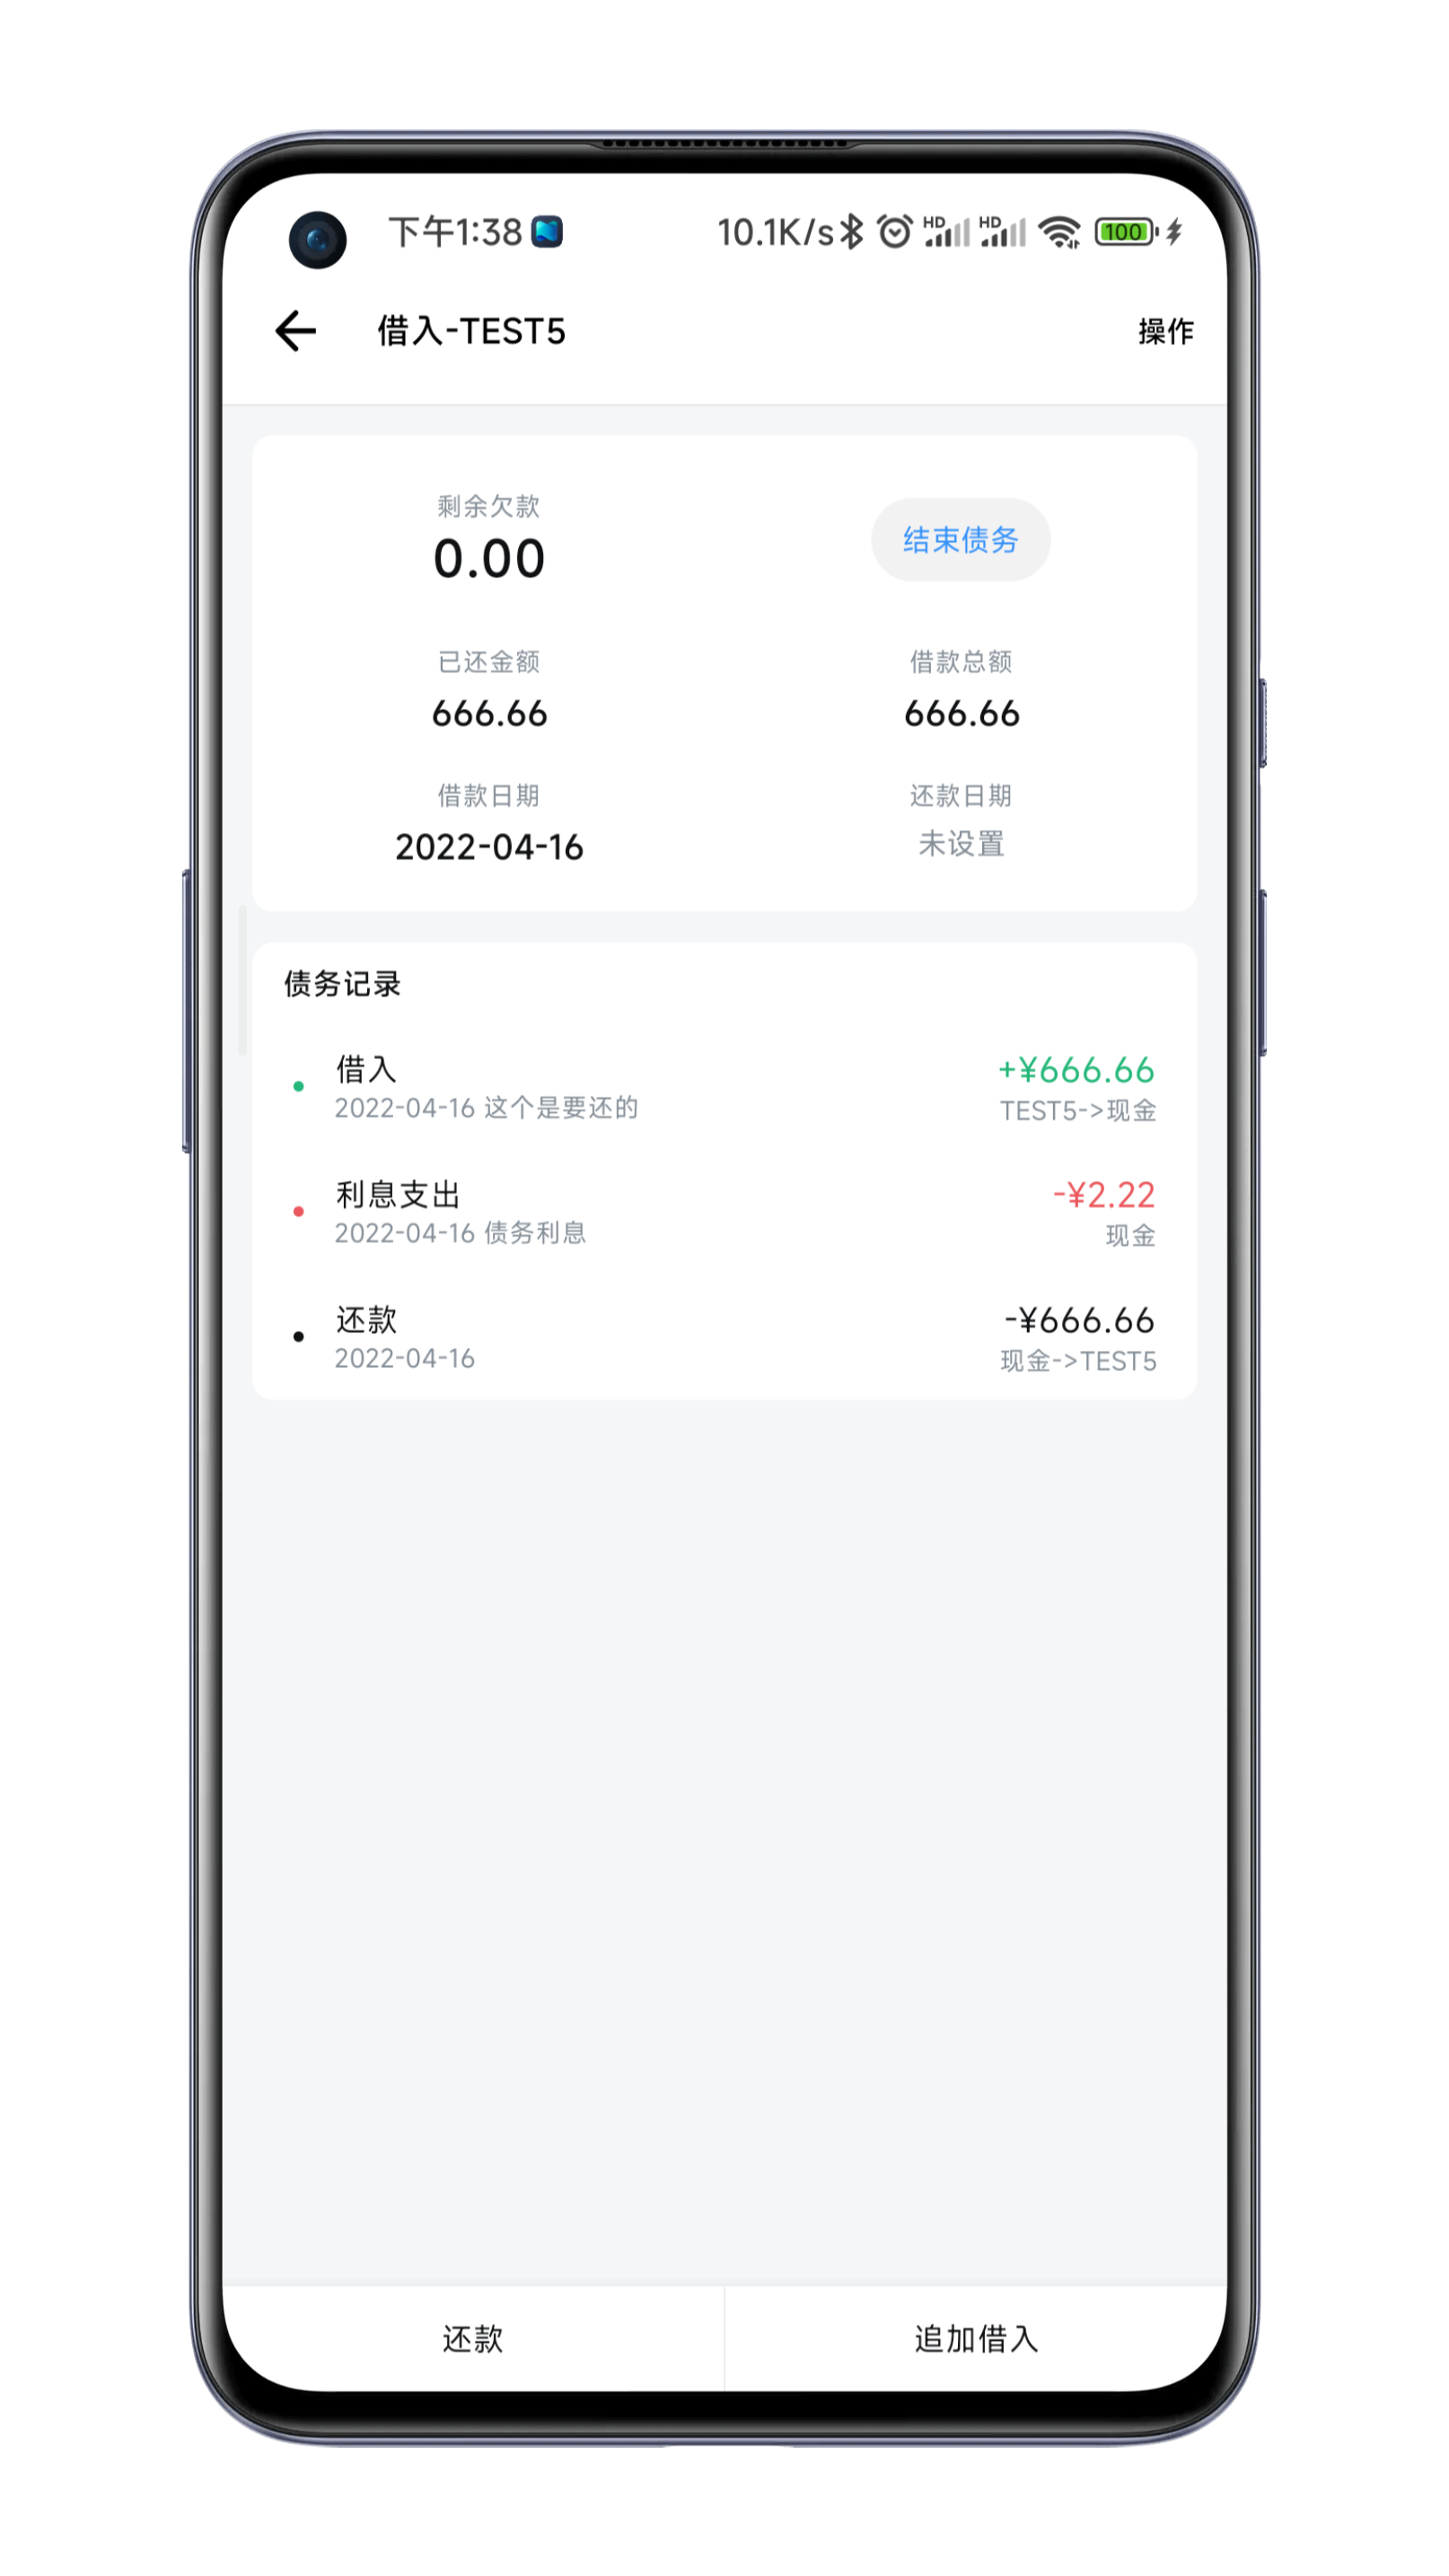 下午1:38 10.1K/s HD HD 100
借入-TEST5 操作
剩余欠款
0.00 结束债务
已还金额 借款总额
666.66 666.66
借款日期 还款日期
2022-04-16 未设置
债务记录
借入 +¥666.66
2022-04-16 这个是要还的 TEST5->现金
利息支出 -¥2.22
2022-04-16 债务利息 现金
还款 -¥666.66
2022-04-16 现金->TEST5
还款 追加借入